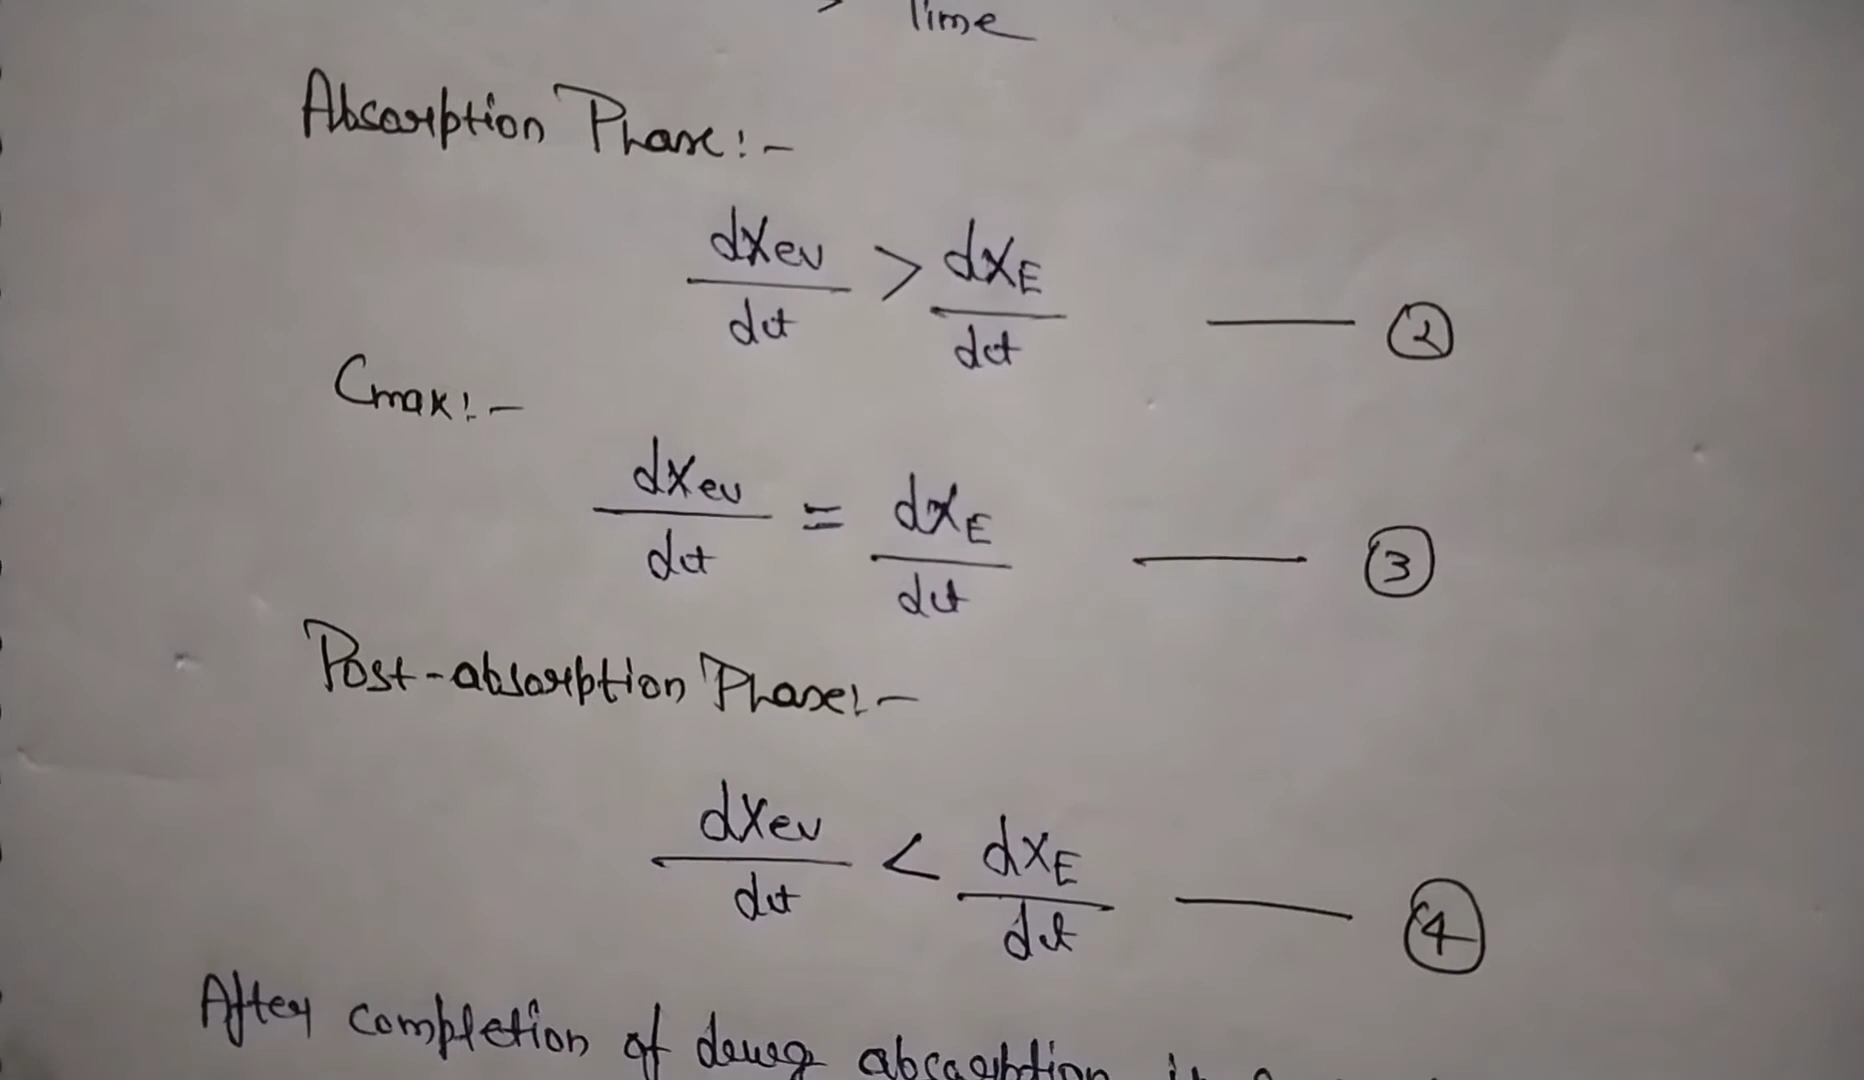 Time
Absorption Phase:-
dXev/dt > dXE/dt —— ②
Cmax:-
dXev/dt = dXE/dt —— ③
Post-absorption Phase:-
dXev/dt < dXE/dt —— ④
After completion of drug absorption it